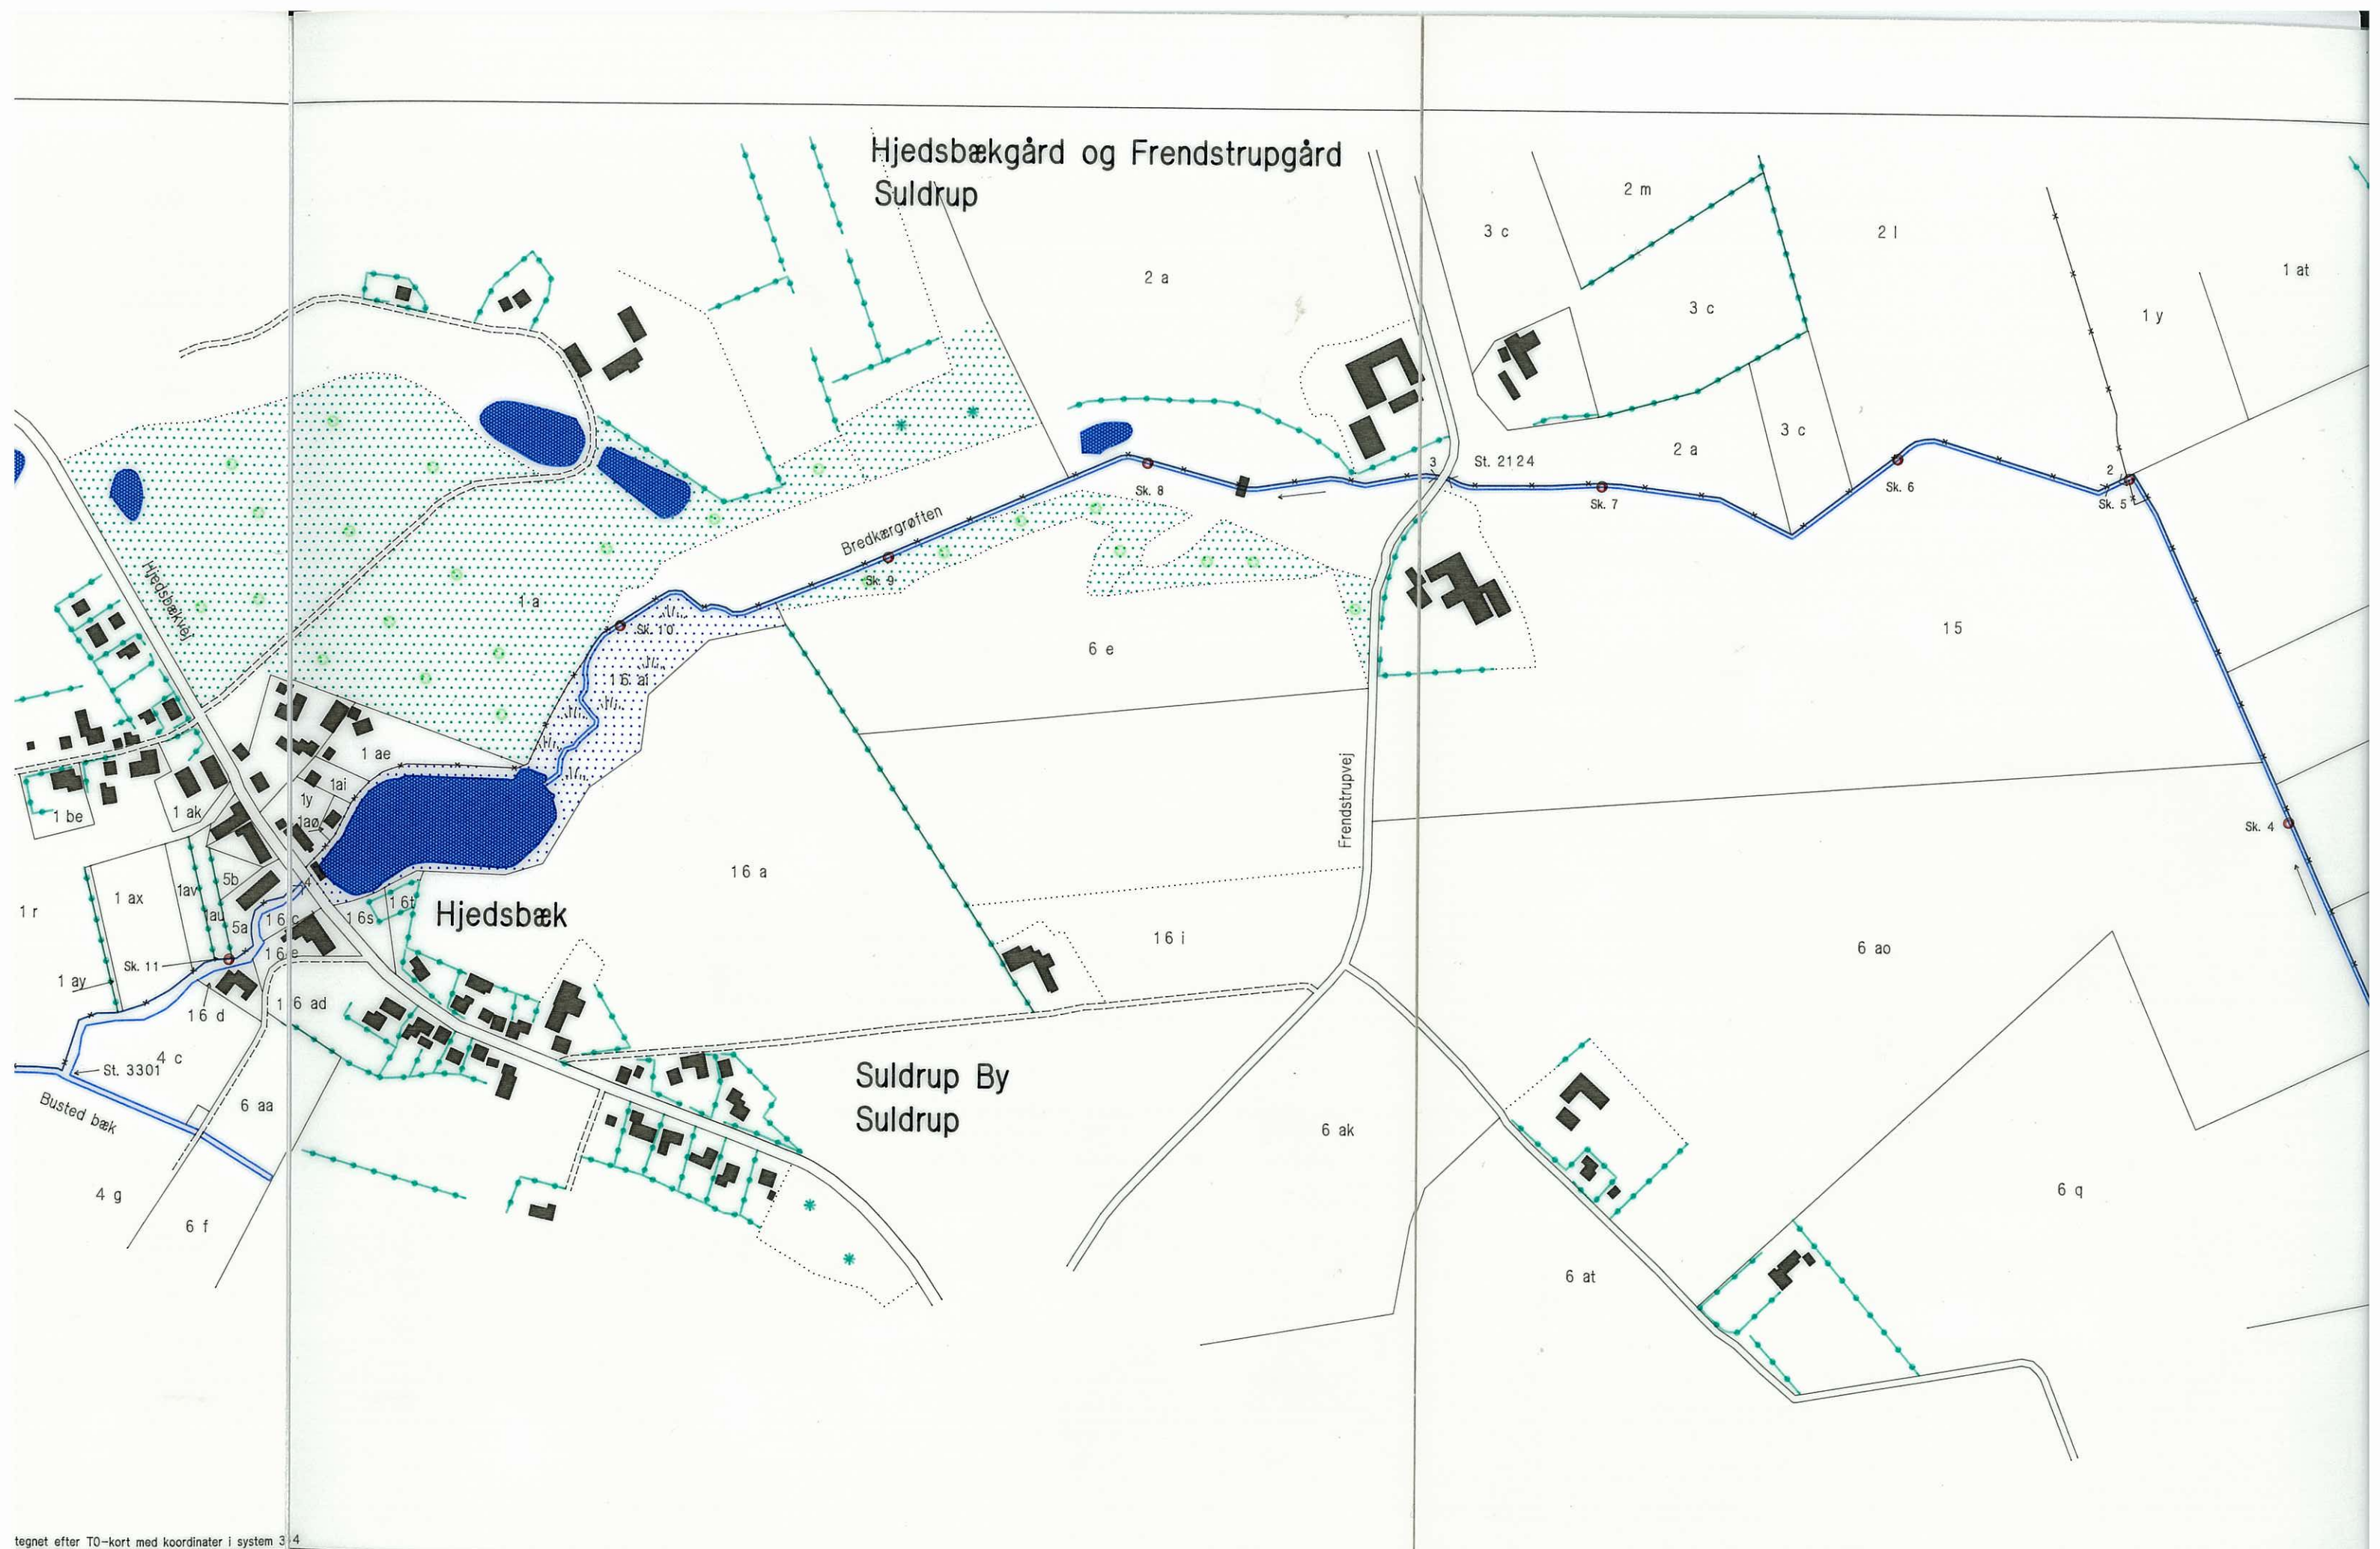 Hjedsbækgård og Frendstrupgård
Suldrup
2 m
3 c
2 l
1 at
2 a
3 c
1 y
3 c
2 a
3
St. 2124
2
Sk. 8
Sk. 7
Sk. 6
Sk. 5
Bredkærgrøften
Sk. 9
Hjedsbækvej
1 a
Sk. 10
15
6 e
16 al
1 ae
1ai
1y
1aø
1 ak
1 be
Frendstrupvej
Sk. 4
16 a
5b
4
1 ax
1av
1au
5a
16 c
16s
16t
Hjedsbæk
1 r
16 i
6 ao
16 e
Sk. 11
1 ay
16 ad
16 d
4 c
St. 3301
Suldrup By
Suldrup
Busted bæk
6 aa
6 ak
4 g
6 f
6 q
6 at
tegnet efter TO-kort med koordinater i system 34